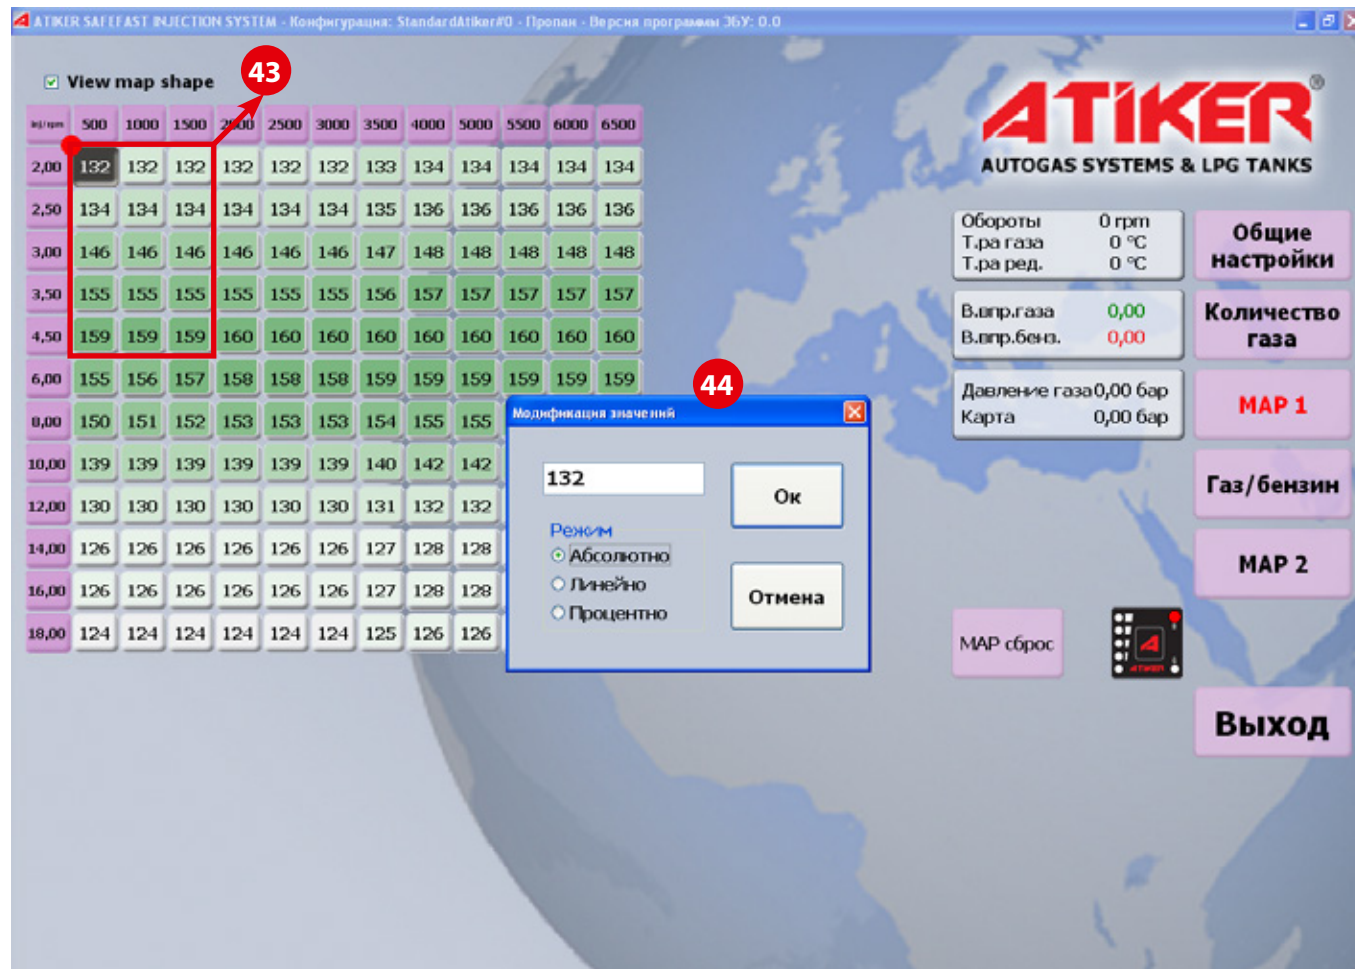 ATIKER SAFEFAST INJECTION SYSTEM - Конфигурация: StandardAtiker#0 - Пропан - Версия программы ЭБУ: 0.0
View map shape
43
inj/rpm 500 1000 1500 2000 2500 3000 3500 4000 5000 5500 6000 6500
2,00 132 132 132 132 132 132 133 134 134 134 134 134
2,50 134 134 134 134 134 134 135 136 136 136 136 136
3,00 146 146 146 146 146 146 147 148 148 148 148 148
3,50 155 155 155 155 155 155 156 157 157 157 157 157
4,50 159 159 159 160 160 160 160 160 160 160 160 160
6,00 155 156 157 158 158 158 159 159 159 159 159 159
8,00 150 151 152 153 153 153 154 155 155
10,00 139 139 139 139 139 139 140 142 142
12,00 130 130 130 130 130 130 131 132 132
14,00 126 126 126 126 126 126 127 128 128
16,00 126 126 126 126 126 126 127 128 128
18,00 124 124 124 124 124 124 125 126 126
44
Модификация значений
132
Ок
Режим
Абсолютно
Линейно
Процентно
Отмена
ATİKER®
AUTOGAS SYSTEMS & LPG TANKS
Обороты 0 rpm
Т.ра газа 0 °C
Т.ра ред. 0 °C
В.впр.газа 0,00
В.впр.бенз. 0,00
Давление газа 0,00 бар
Карта 0,00 бар
Общие
настройки
Количество
газа
MAP 1
Газ/бензин
MAP 2
MAP сброс
ATIKER
Выход